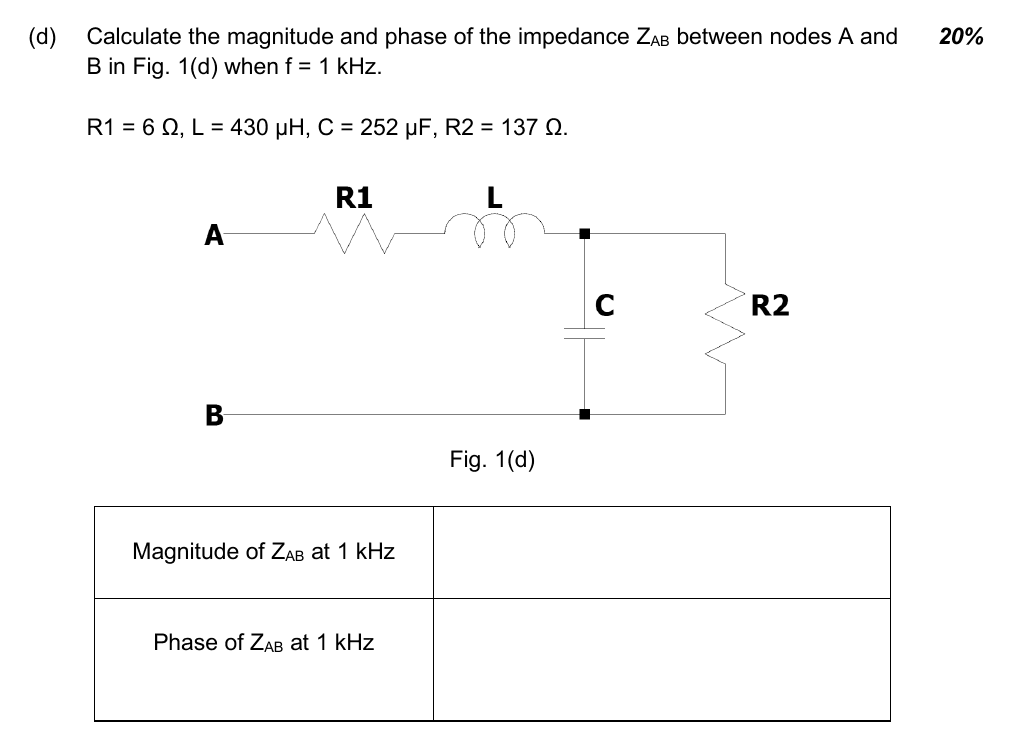 (d) Calculate the magnitude and phase of the impedance ZAB between nodes A and 20%
B in Fig. 1(d) when f = 1 kHz.
R1 = 6 Ω, L = 430 µH, C = 252 µF, R2 = 137 Ω.
R1 L
A
C R2
B
Fig. 1(d)
Magnitude of ZAB at 1 kHz
Phase of ZAB at 1 kHz